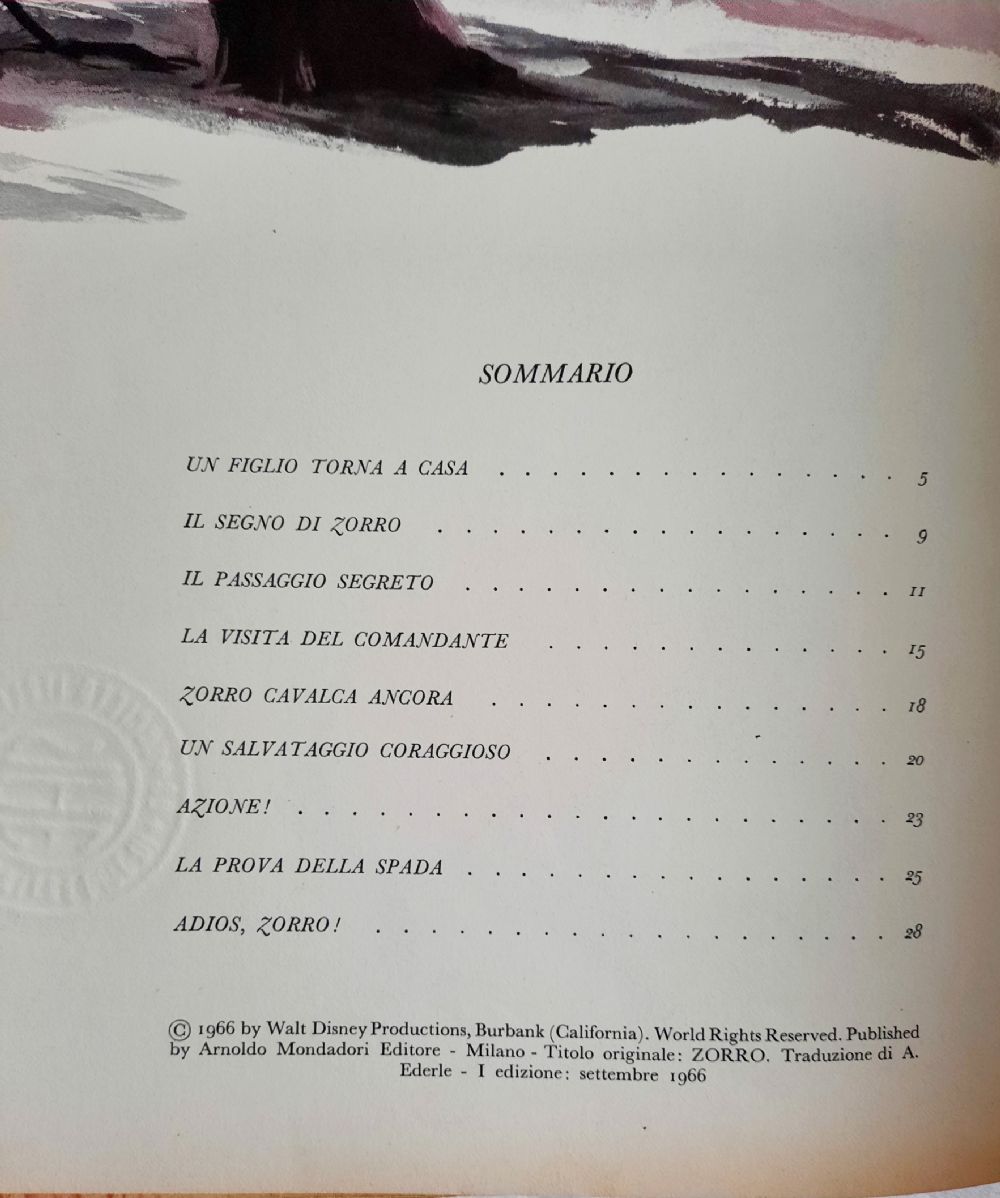 SOMMARIO
UN FIGLIO TORNA A CASA . . . . . . . . . . . . . . . 5
IL SEGNO DI ZORRO . . . . . . . . . . . . . . . . . 9
IL PASSAGGIO SEGRETO . . . . . . . . . . . . . . . . 11
LA VISITA DEL COMANDANTE . . . . . . . . . . . . . 15
ZORRO CAVALCA ANCORA . . . . . . . . . . . . . . . 18
UN SALVATAGGIO CORAGGIOSO . . . . . . . . . . . . . 20
AZIONE! . . . . . . . . . . . . . . . . . . . . . . 23
LA PROVA DELLA SPADA . . . . . . . . . . . . . . . . 25
ADIOS, ZORRO! . . . . . . . . . . . . . . . . . . . 28
© 1966 by Walt Disney Productions, Burbank (California). World Rights Reserved. Published
by Arnoldo Mondadori Editore - Milano - Titolo originale: ZORRO. Traduzione di A.
Ederle - I edizione: settembre 1966